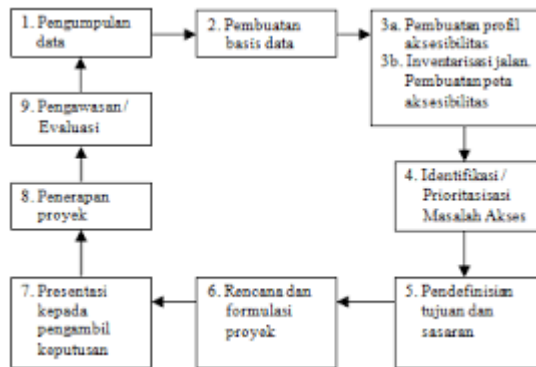 1. Pengumpulan
data
2. Pembuatan
basis data
3a. Pembuatan profil
aksesibilitas
3b. Inventarisasi jalan.
Pembuatan peta
aksesibilitas
4. Identifikasi /
Prioritasisasi
Masalah Akses
5. Pendefinisian
tujuan dan
sasaran
6. Rencana dan
formulasi
proyek
7. Presentasi
kepada
pengambil
keputusan
8. Penerapan
proyek
9. Pengawasan /
Evaluasi